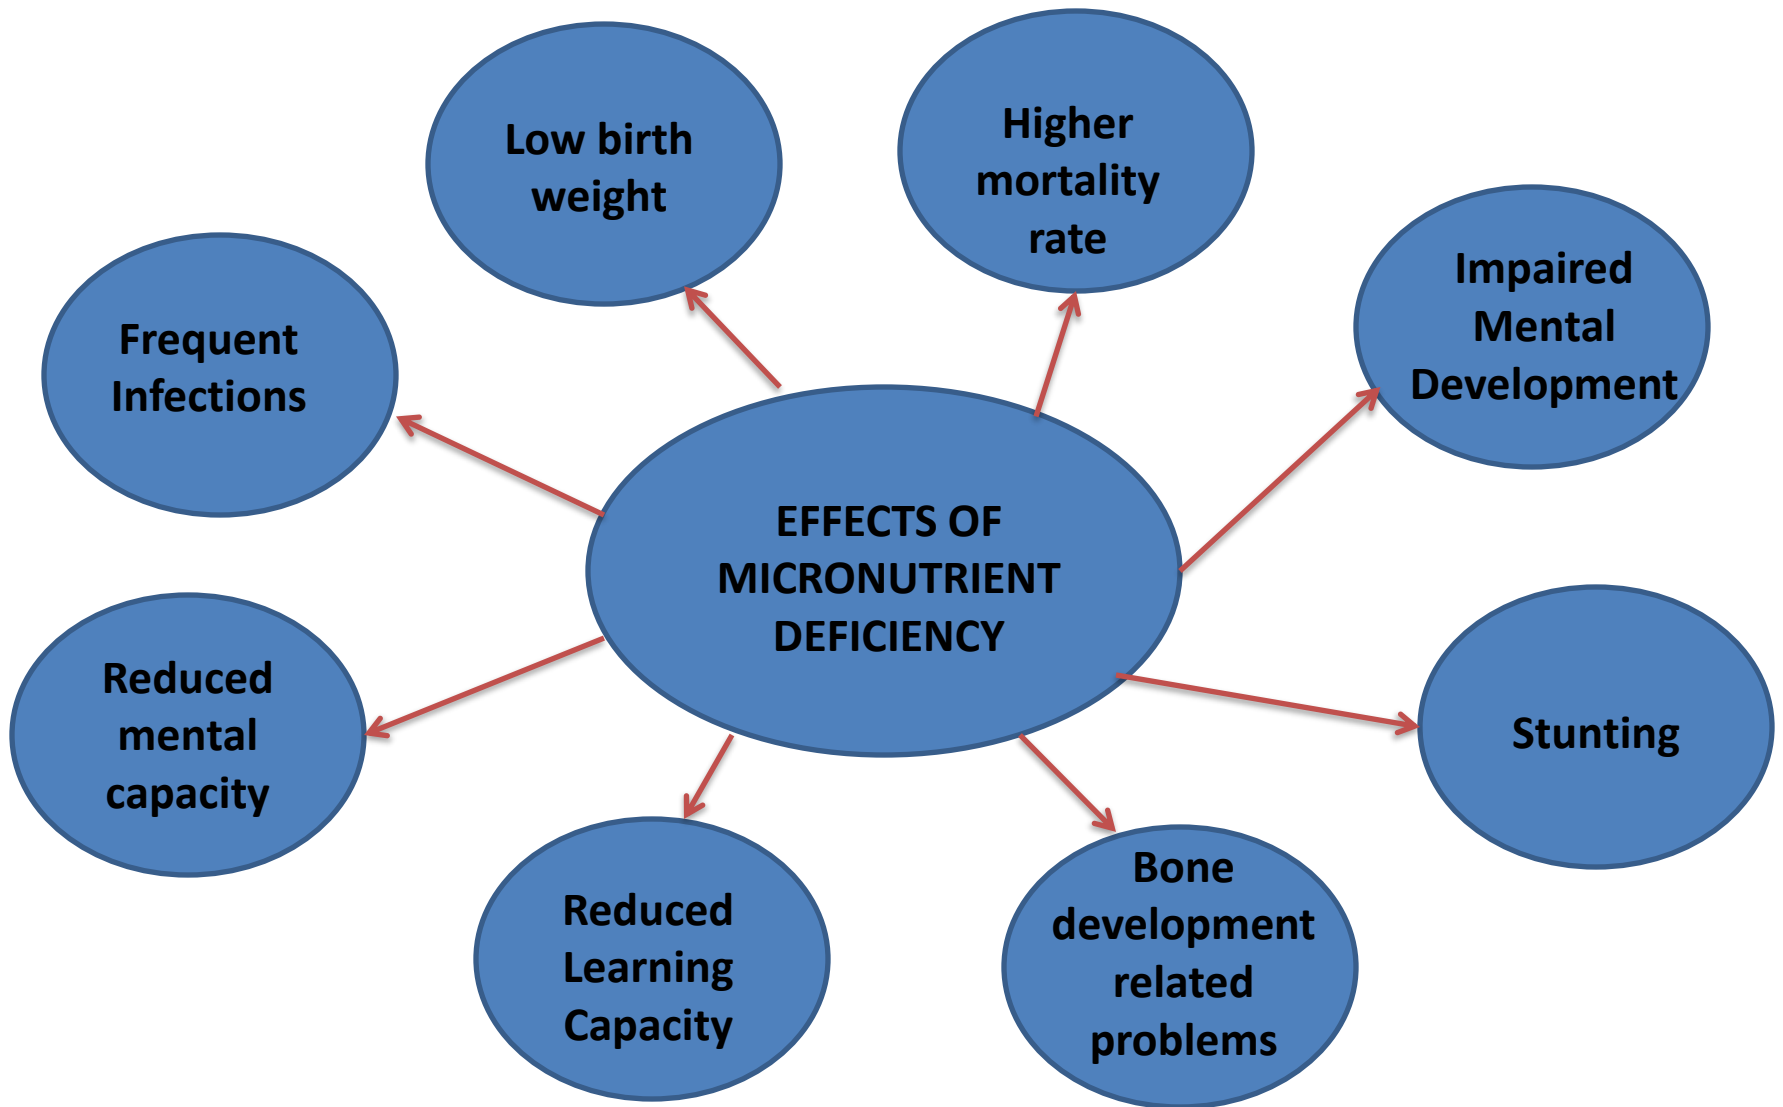 Low birth
weight
Higher
mortality
rate
Impaired
Mental
Development
Frequent
Infections
EFFECTS OF
MICRONUTRIENT
DEFICIENCY
Reduced
mental
capacity
Stunting
Reduced
Learning
Capacity
Bone
development
related
problems